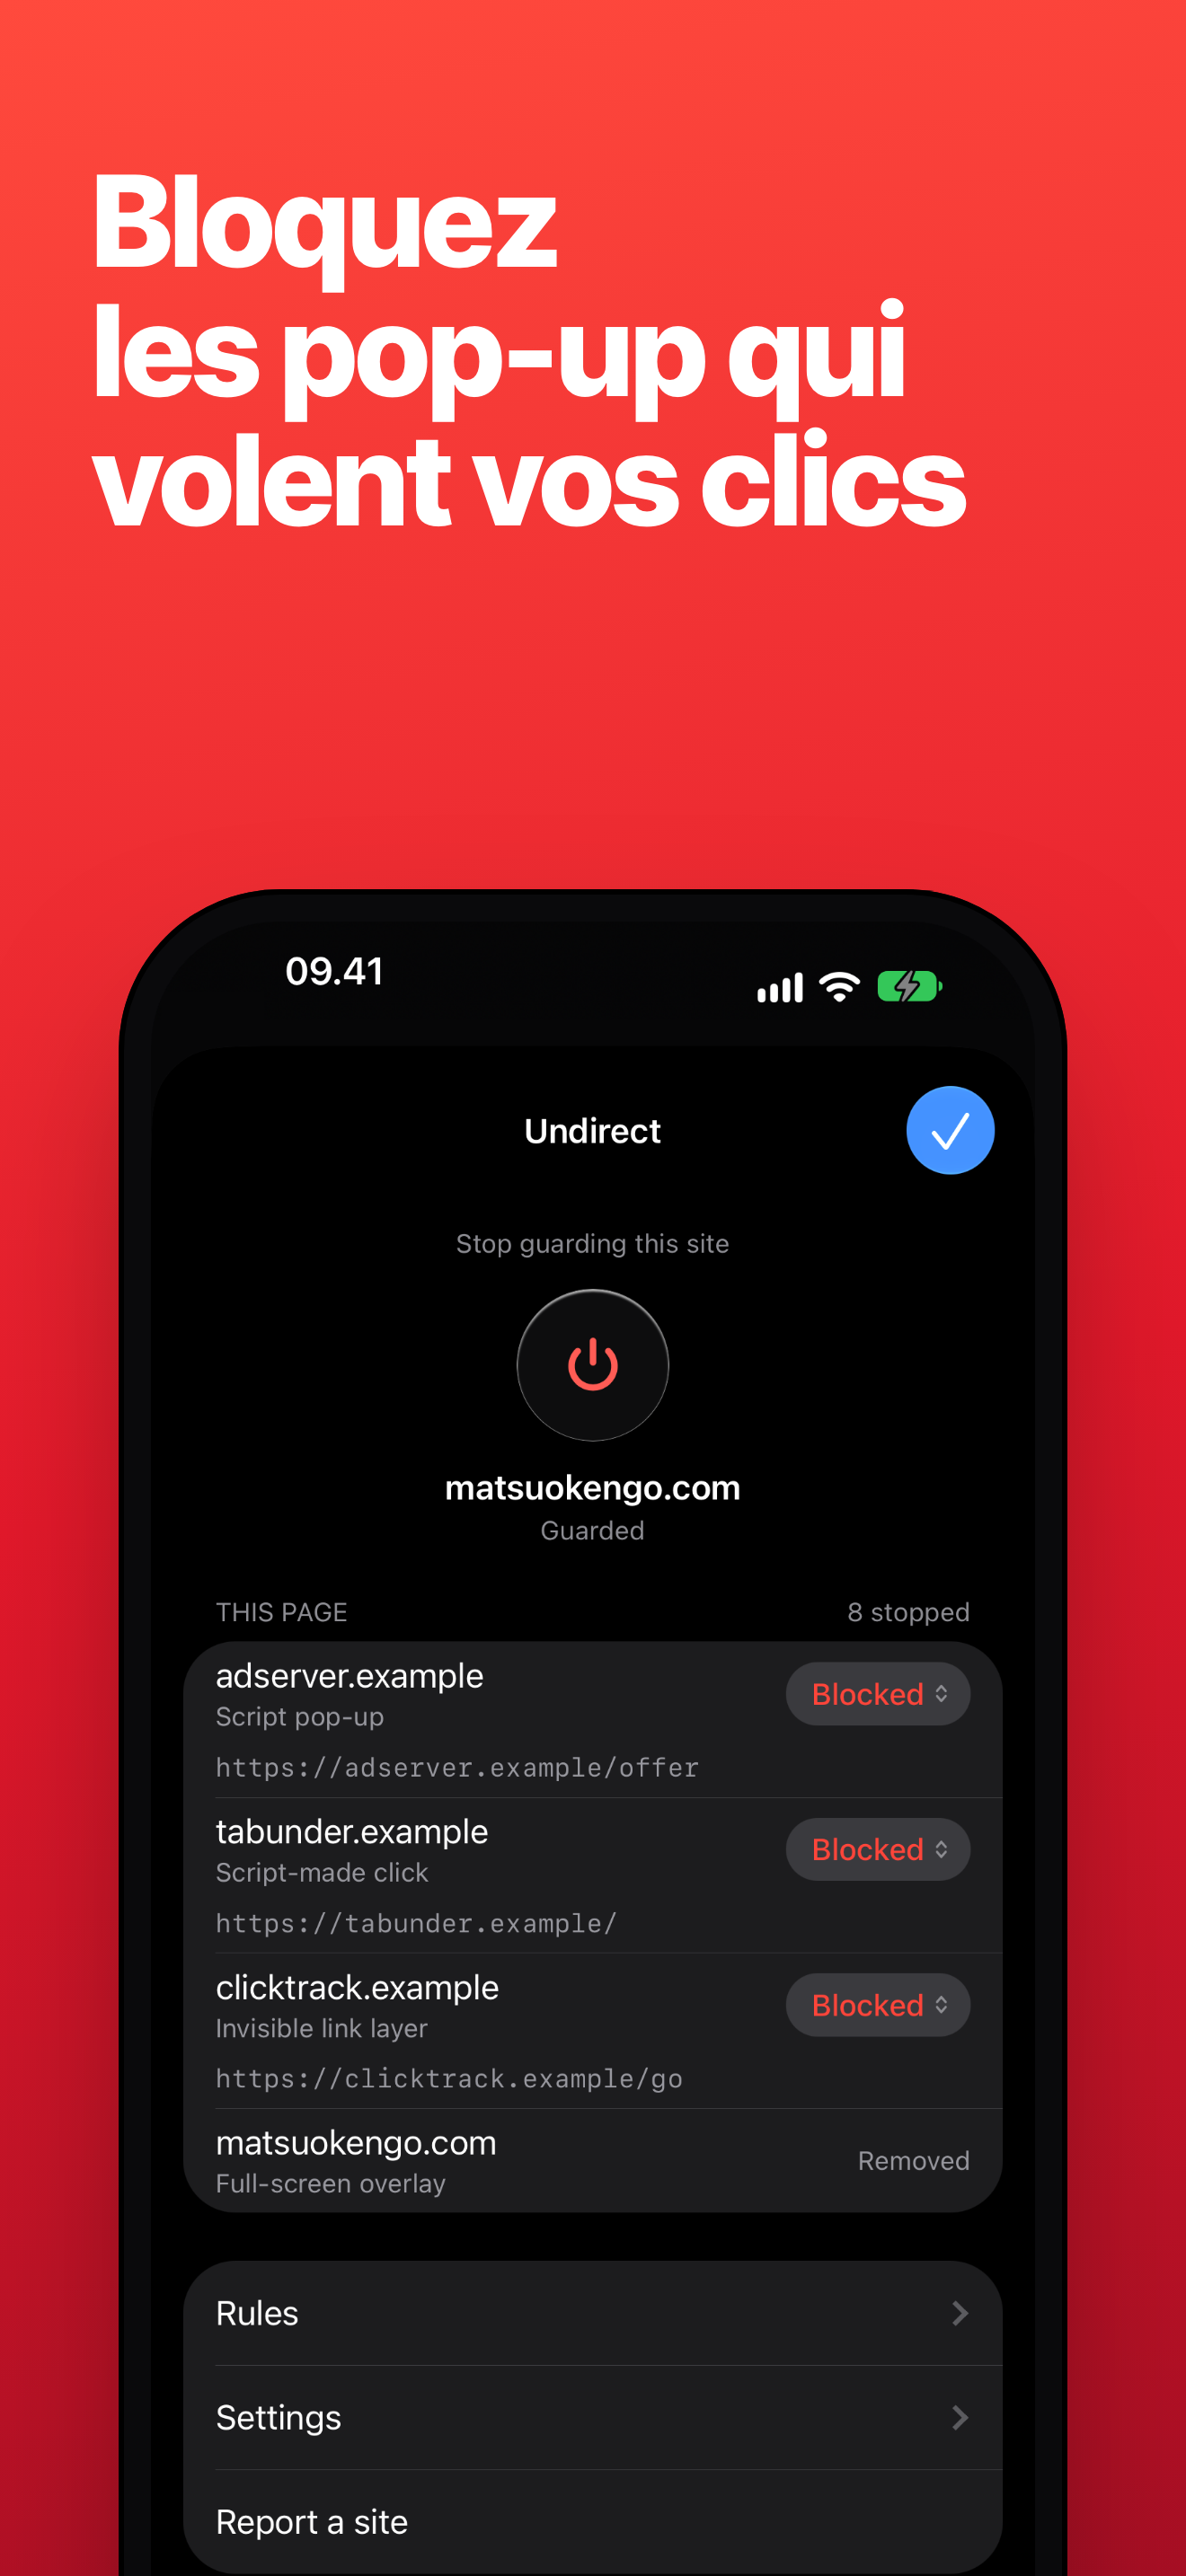 Bloquez
les pop-up qui
volent vos clics
09.41
Undirect
Stop guarding this site
matsuokengo.com
Guarded
THIS PAGE 8 stopped
adserver.example Blocked
Script pop-up
https://adserver.example/offer
tabunder.example Blocked
Script-made click
https://tabunder.example/
clicktrack.example Blocked
Invisible link layer
https://clicktrack.example/go
matsuokengo.com Removed
Full-screen overlay
Rules
Settings
Report a site